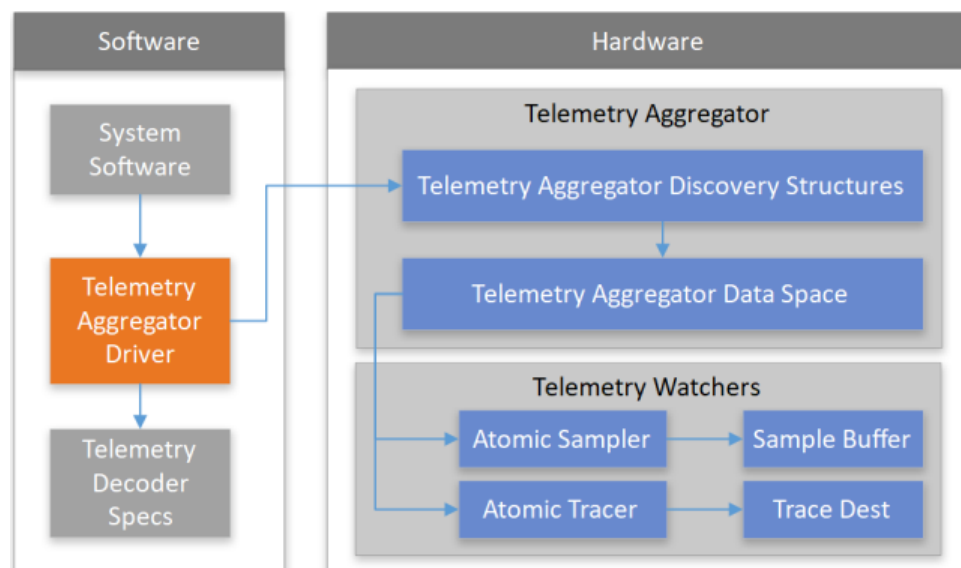 Software
System
Software
Telemetry
Aggregator
Driver
Telemetry
Decoder
Specs
Hardware
Telemetry Aggregator
Telemetry Aggregator Discovery Structures
Telemetry Aggregator Data Space
Telemetry Watchers
Atomic Sampler
Sample Buffer
Atomic Tracer
Trace Dest